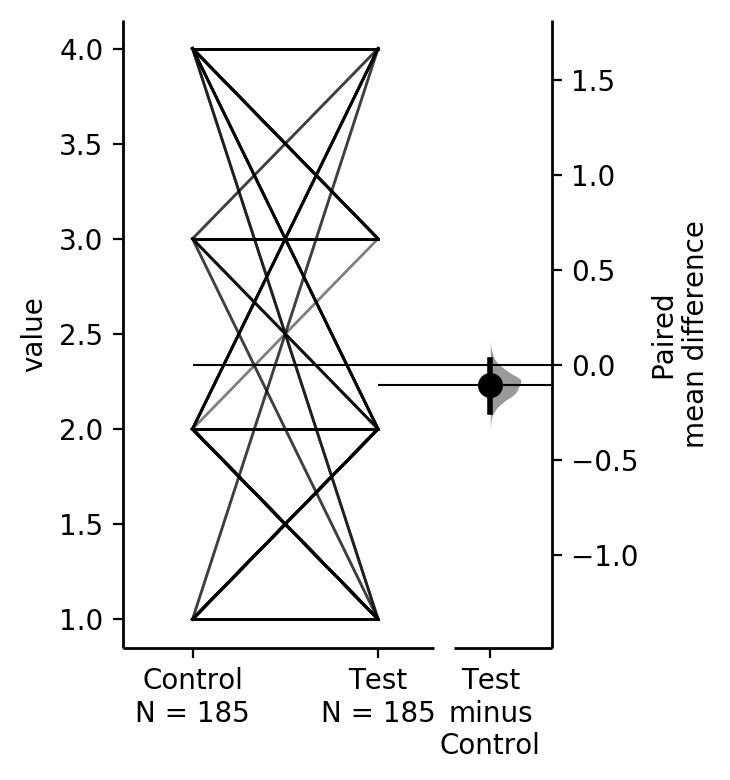 4.0
3.5
3.0
2.5
2.0
1.5
1.0
value
1.5
1.0
0.5
0.0
−0.5
−1.0
Paired
mean difference
Control
N = 185
Test
N = 185
Test
minus
Control